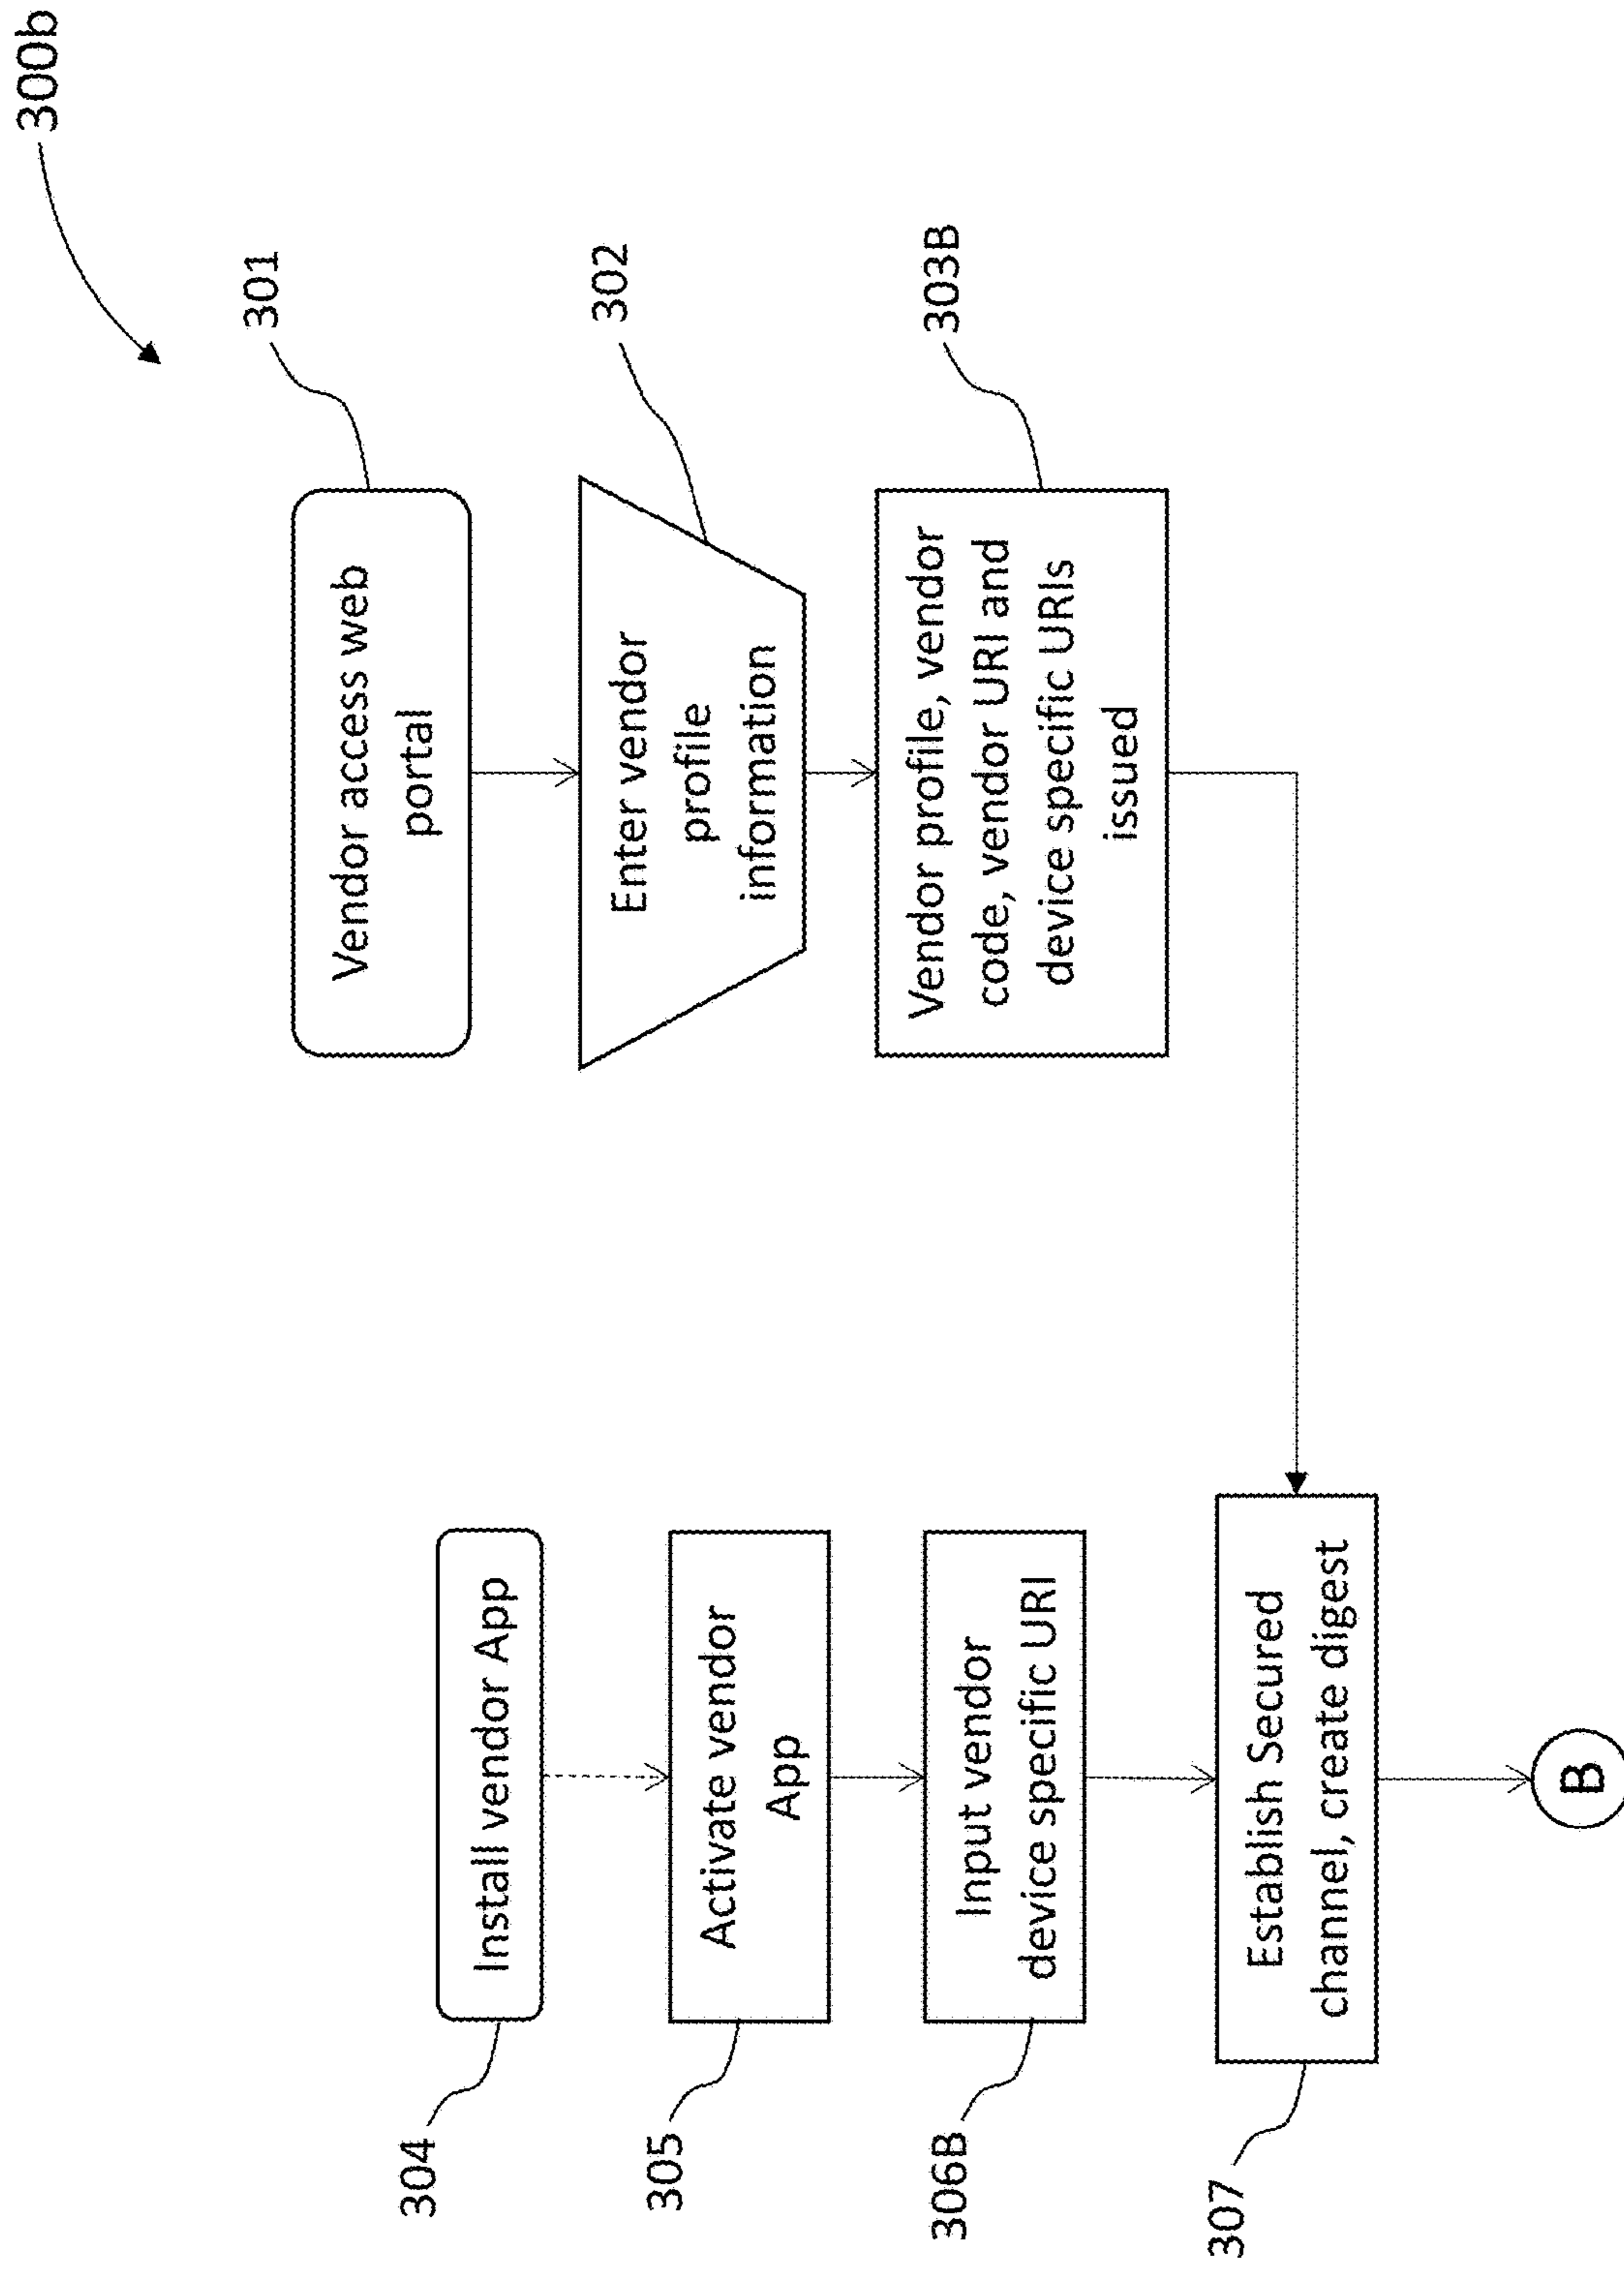 300b
301
Vendor access web
portal
302
Enter vendor
profile
information
303B
Vendor profile, vendor
code, vendor URI and
device specific URIs
issued
304
Install vendor App
305
Activate vendor
App
306B
Input vendor
device specific URI
307
Establish Secured
channel, create digest
B